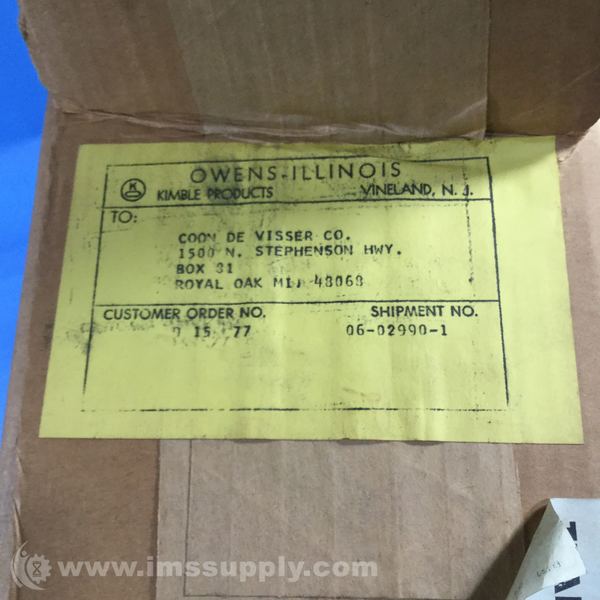 OWENS-ILLINOIS
K
KIMBLE PRODUCTS VINELAND, N. J.
TO:
COON DE VISSER CO.
1500 N. STEPHENSON HWY.
BOX 31
ROYAL OAK MI, 48068
CUSTOMER ORDER NO. SHIPMENT NO.
15 77 06-02990-1
www.imssupply.com